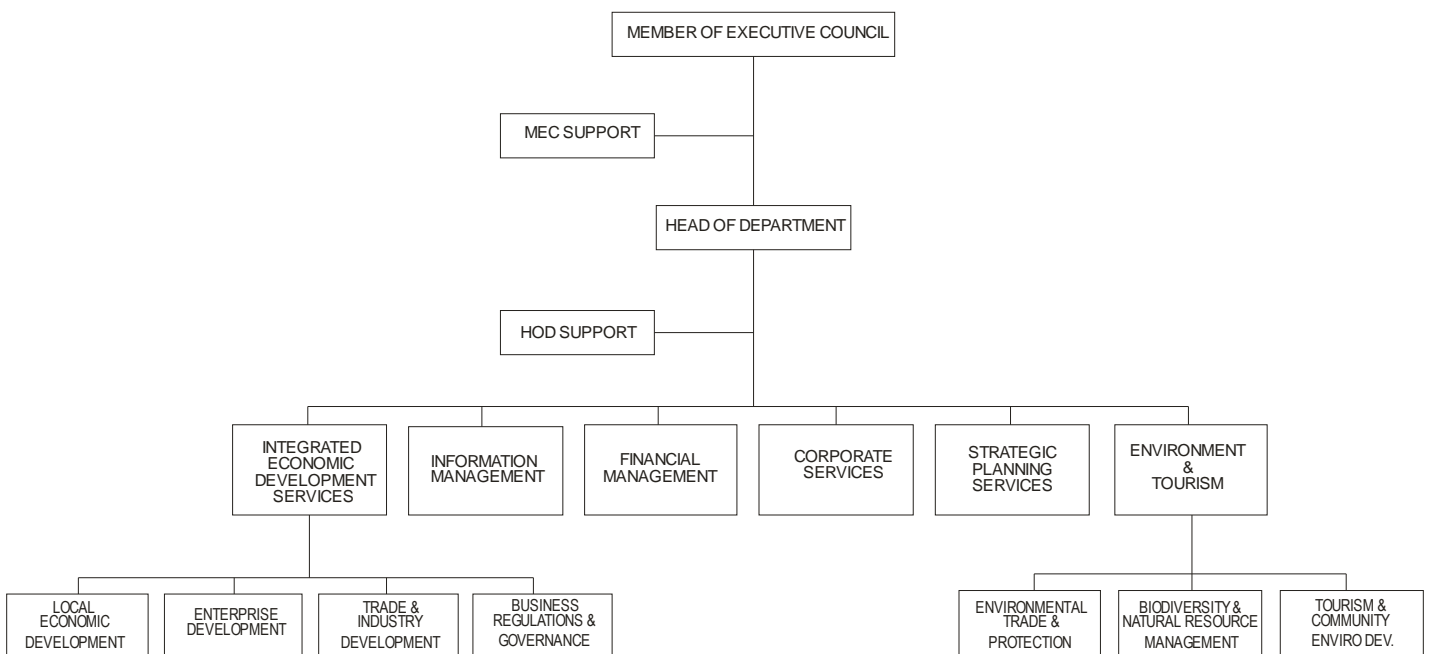 MEMBER OF EXECUTIVE COUNCIL
MEC SUPPORT
HEAD OF DEPARTMENT
HOD SUPPORT
INTEGRATED
ECONOMIC
DEVELOPMENT
SERVICES
INFORMATION
MANAGEMENT
FINANCIAL
MANAGEMENT
CORPORATE
SERVICES
STRATEGIC
PLANNING
SERVICES
ENVIRONMENT
&
TOURISM
LOCAL
ECONOMIC
DEVELOPMENT
ENTERPRISE
DEVELOPMENT
TRADE &
INDUSTRY
DEVELOPMENT
BUSINESS
REGULATIONS &
GOVERNANCE
ENVIRONMENTAL
TRADE &
PROTECTION
BIODIVERSITY &
NATURAL RESOURCE
MANAGEMENT
TOURISM &
COMMUNITY
ENVIRO DEV.